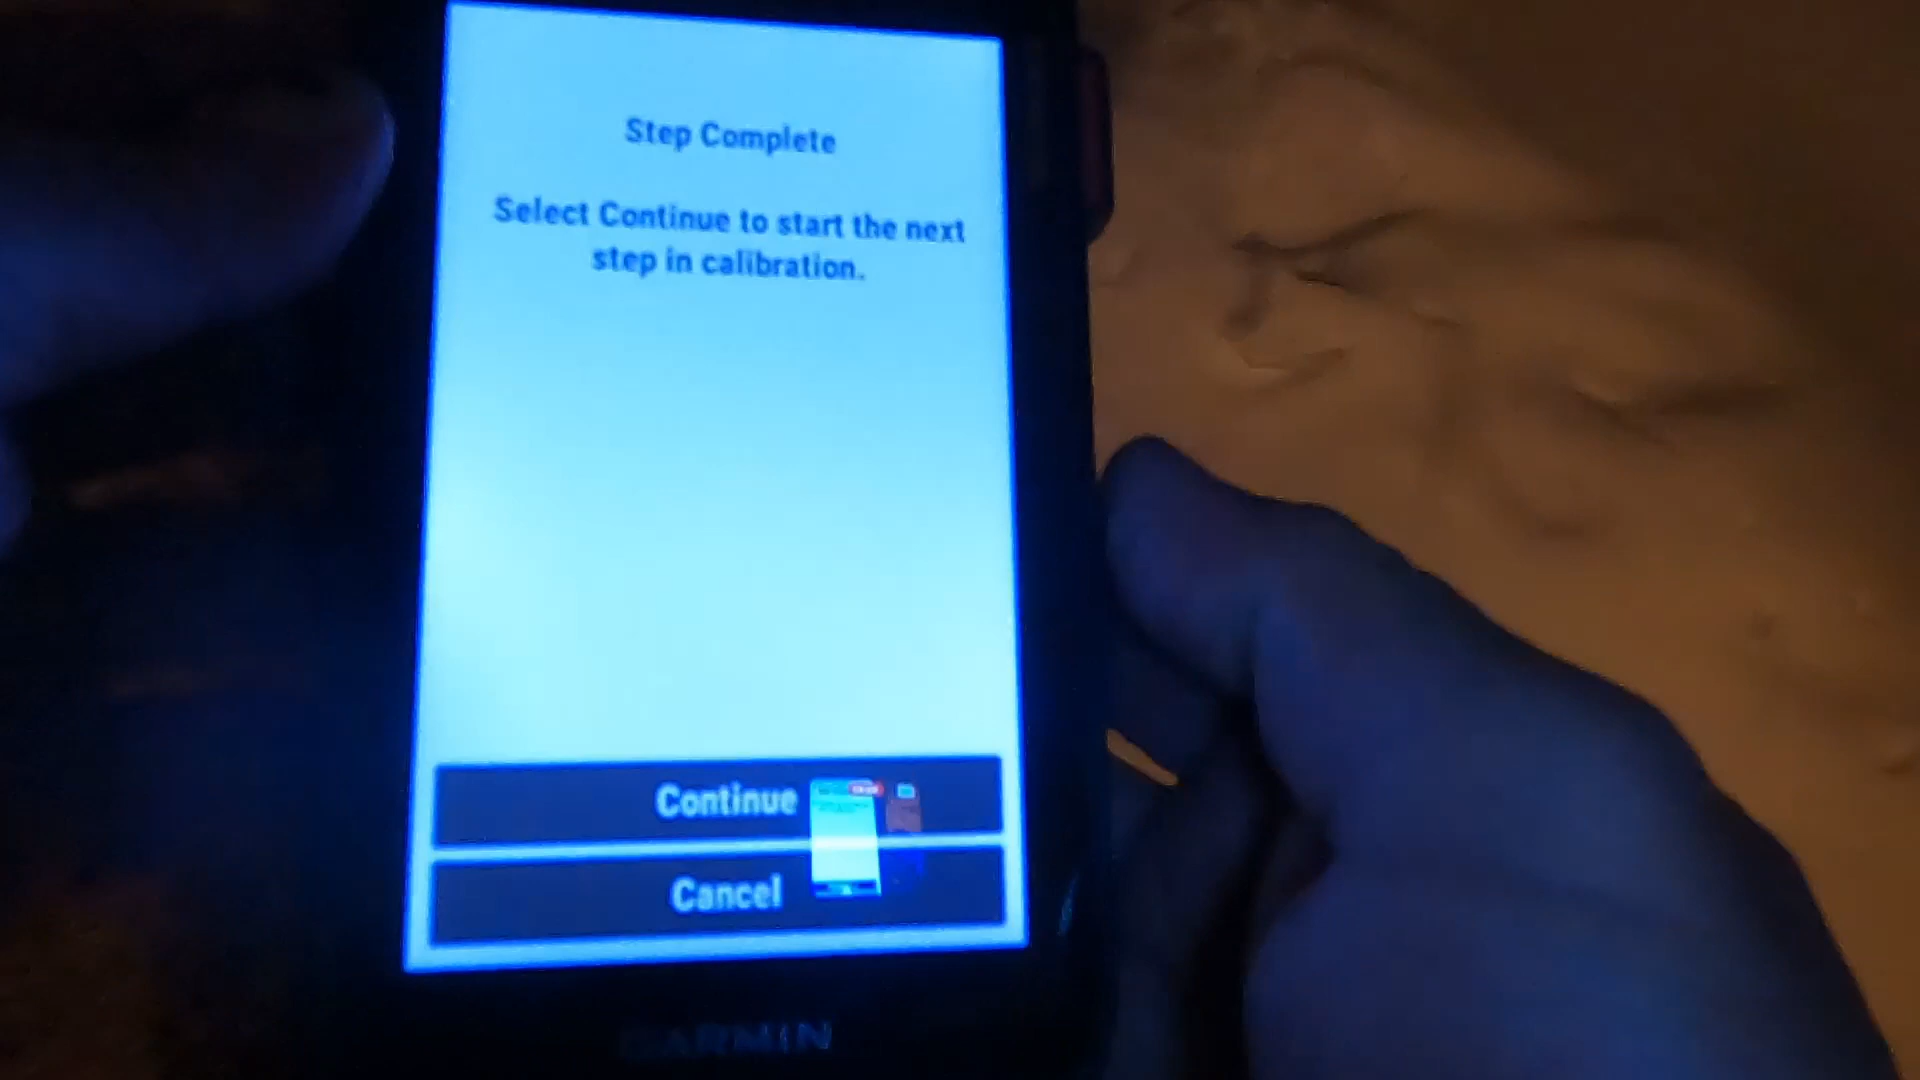 Step Complete
Select Continue to start the next
step in calibration.
Continue
Cancel
GARMIN